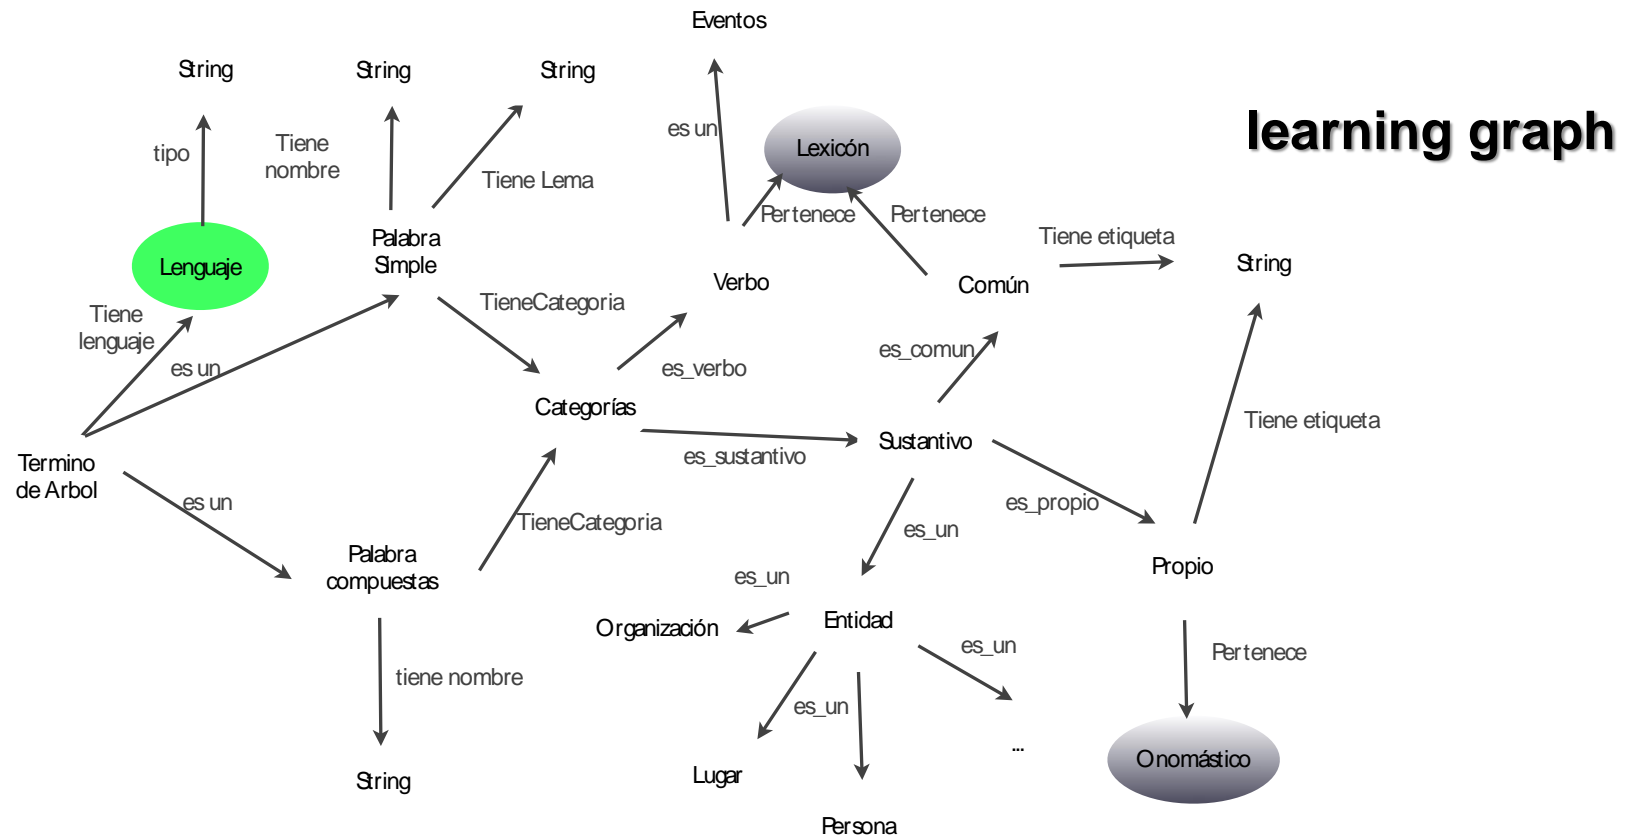 Eventos
String
String
String
learning graph
es un
Lexicón
tipo
Tiene
nombre
Tiene Lema
Pertenece
Pertenece
Palabra
Simple
Tiene etiqueta
Lenguaje
String
Verbo
Común
Tiene
lenguaje
TieneCategoria
es_comun
es un
es_verbo
Categorías
Tiene etiqueta
Sustantivo
es_sustantivo
Termino
de Arbol
es un
es_propio
TieneCategoria
es_un
Palabra
compuestas
es_un
Propio
Organización
Entidad
es_un
Pertenece
tiene nombre
es_un
...
Onomástico
String
Lugar
Persona